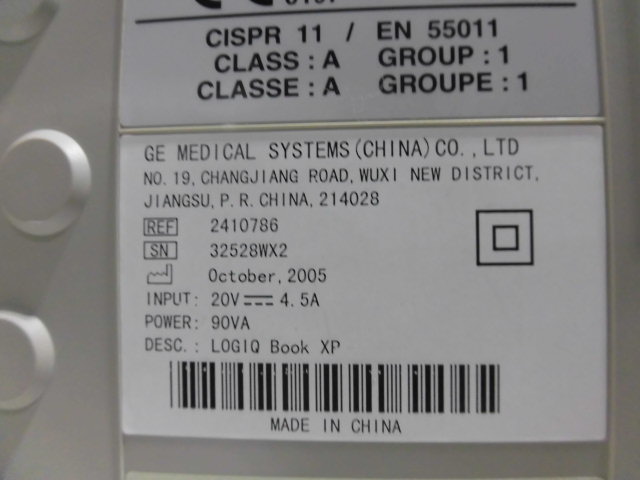 CISPR 11 / EN 55011
CLASS : A GROUP : 1
CLASSE : A GROUPE : 1
GE MEDICAL SYSTEMS(CHINA)CO.,LTD
NO.19,CHANGJIANG ROAD,WUXI NEW DISTRICT,
JIANGSU,P.R.CHINA,214028
REF 2410786
SN 32528WX2
October,2005
INPUT: 20V 4.5A
POWER: 90VA
DESC.: LOGIQ Book XP
MADE IN CHINA